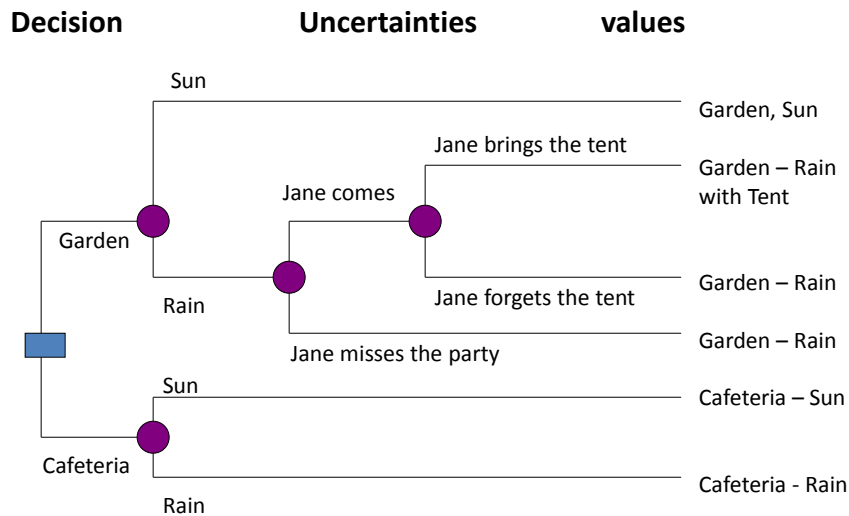 Decision Uncertainties values
Sun
Garden, Sun
Jane brings the tent
Garden – Rain
with Tent
Jane comes
Garden
Rain
Jane forgets the tent
Garden – Rain
Jane misses the party
Garden – Rain
Sun
Cafeteria – Sun
Cafeteria
Rain
Cafeteria - Rain